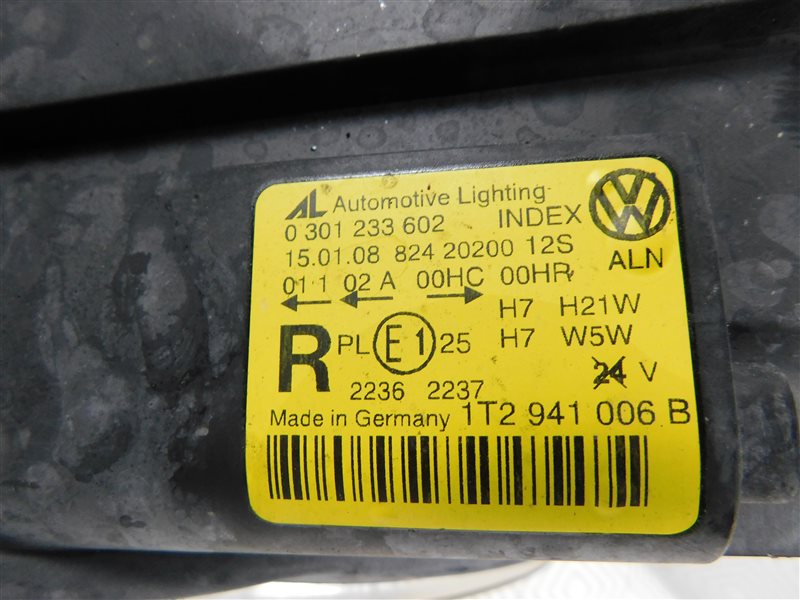 AL Automotive Lighting
0 301 233 602 INDEX
15.01.08 824 20200 12S
ALN
01 1 02 A 00HC 00HR
H7 H21W
R PL E1 25 H7 W5W
24 V
2236 2237
Made in Germany 1T2 941 006 B